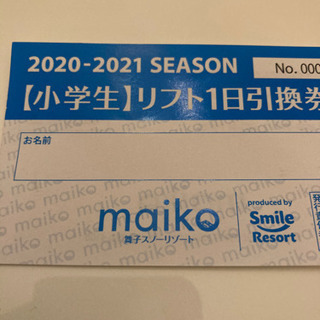 2020-2021 SEASON
No.000
【小学生】リフト1日引換券
お名前
maiko
舞子スノーリゾート
produced by
Smile
Resort